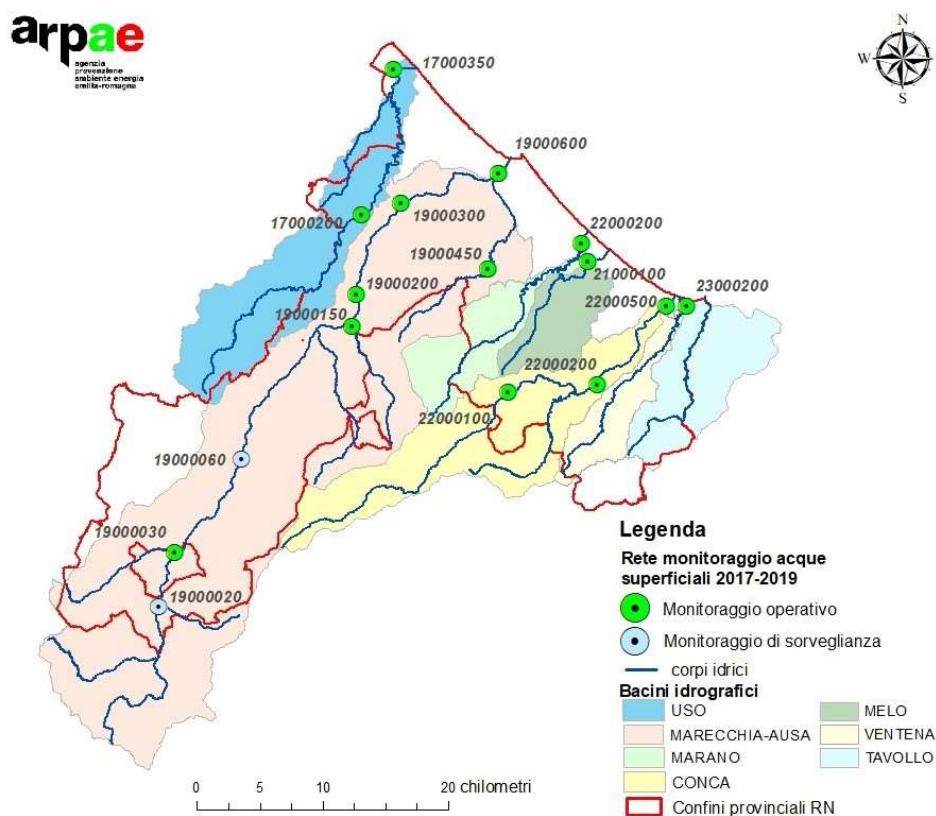 arpae
agenzia
prevenzione
ambiente energia
emilia-romagna
N
W
E
S
17000350
19000600
17000260
19000300
22000200
19000450
21000100
19000200
22000500
23000200
19000150
22000200
22000100
19000060
19000030
19000020
Legenda
Rete monitoraggio acque
superficiali 2017-2019
Monitoraggio operativo
Monitoraggio di sorveglianza
corpi idrici
Bacini idrografici
USO
MELO
MARECCHIA-AUSA
VENTENA
MARANO
TAVOLLO
CONCA
Confini provinciali RN
0 5 10 20 chilometri